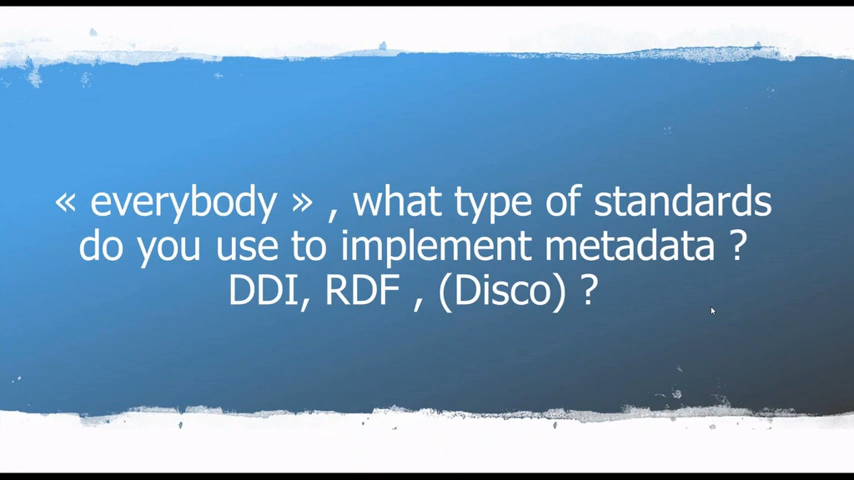 « everybody » , what type of standards
do you use to implement metadata ?
DDI, RDF , (Disco) ?